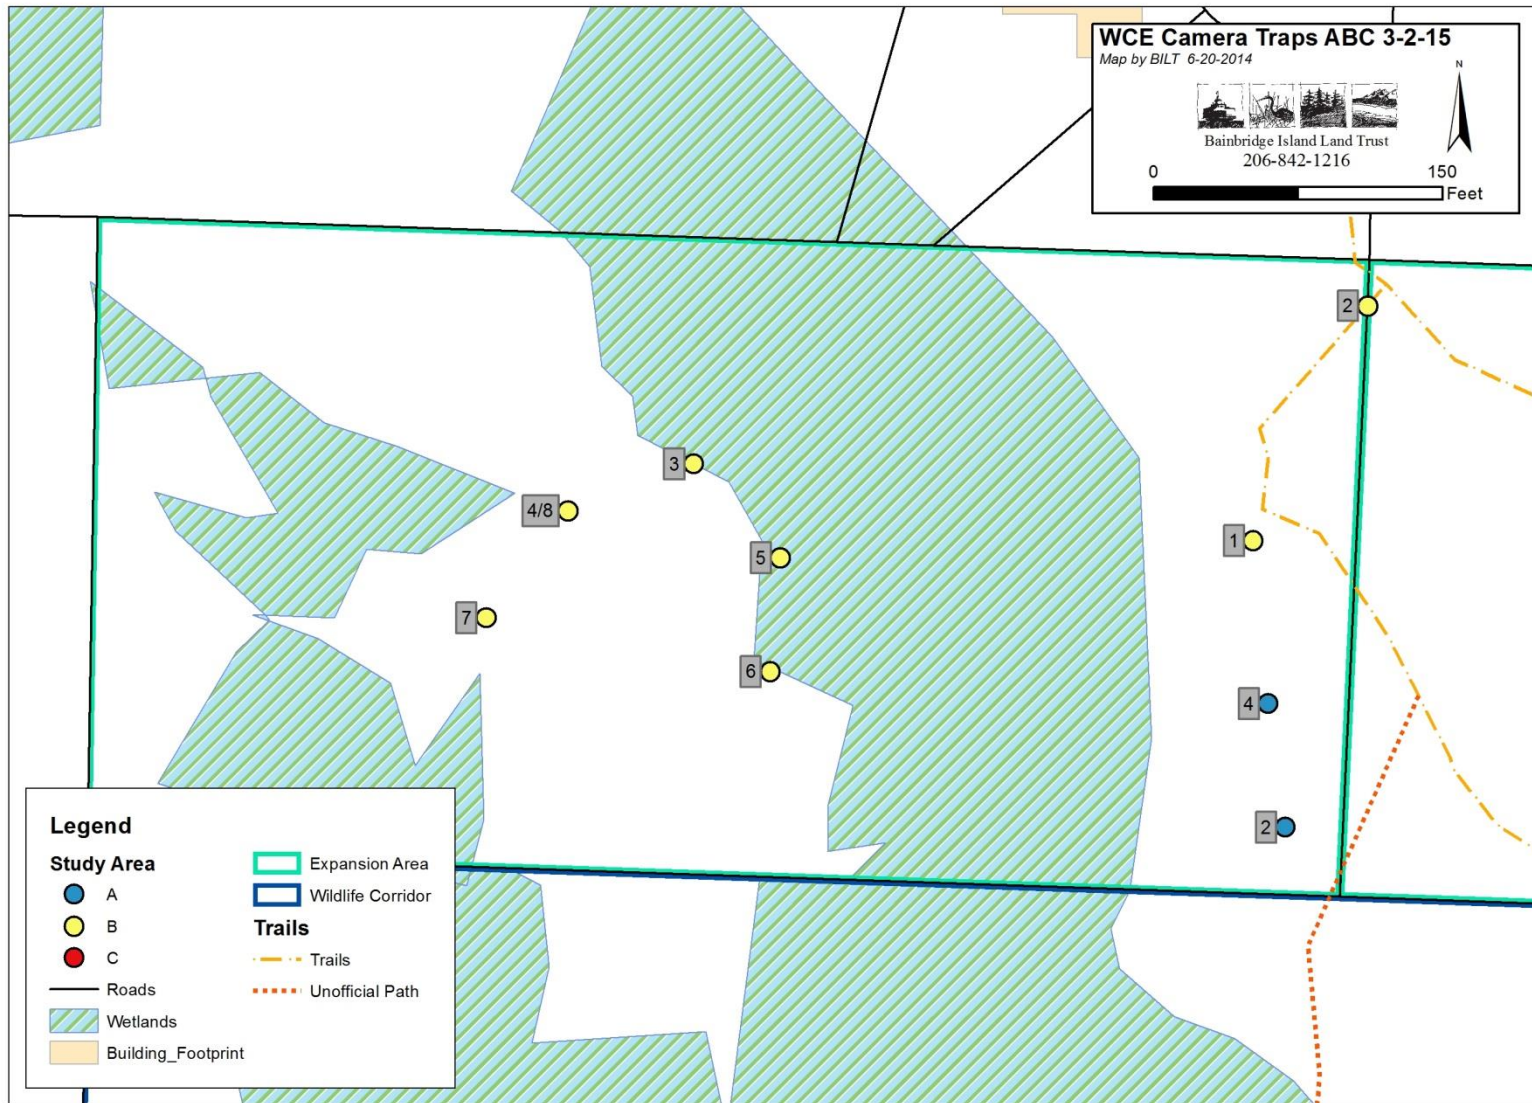 WCE Camera Traps ABC 3-2-15
Map by BILT 6-20-2014
N
Bainbridge Island Land Trust
206-842-1216
0 150
Feet
2
3
4/8
1
5
7
6
4
2
Legend
Study Area
A
B
C
Roads
Wetlands
Building_Footprint
Expansion Area
Wildlife Corridor
Trails
Trails
Unofficial Path